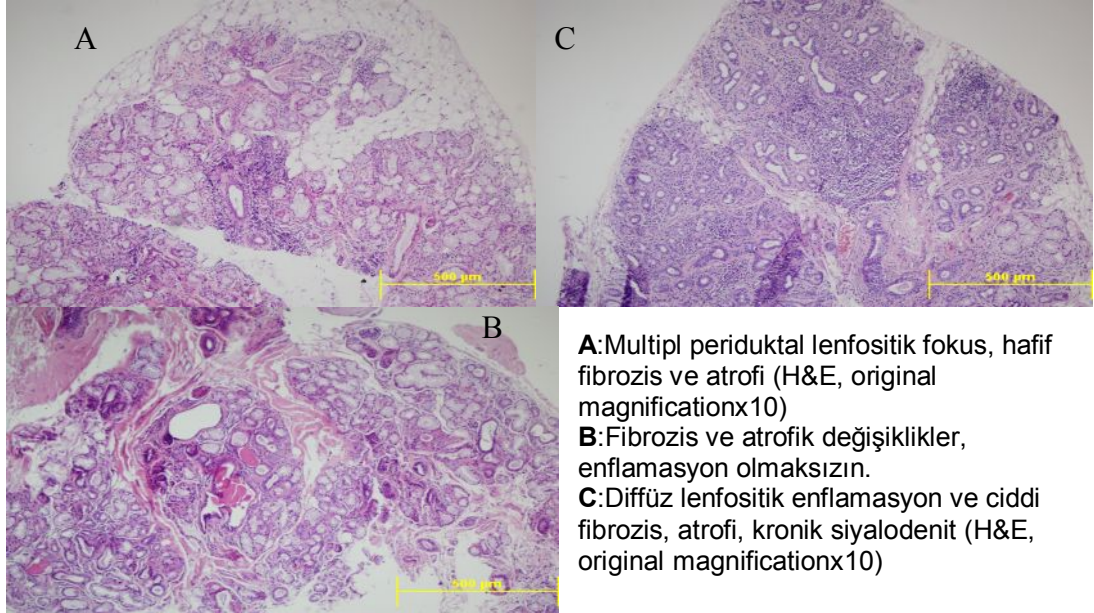 A
C
500 µm
500 µm
B
500 µm
A:Multipl periduktal lenfositik fokus, hafif
fibrozis ve atrofi (H&E, original
magnificationx10)
B:Fibrozis ve atrofik değişiklikler,
enflamasyon olmaksızın.
C:Diffüz lenfositik enflamasyon ve ciddi
fibrozis, atrofi, kronik siyalodenit (H&E,
original magnificationx10)